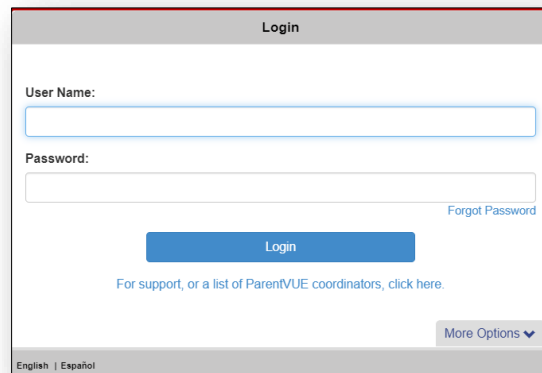 Login
User Name:
Password:
Forgot Password
Login
For support, or a list of ParentVUE coordinators, click here.
More Options
English | Español